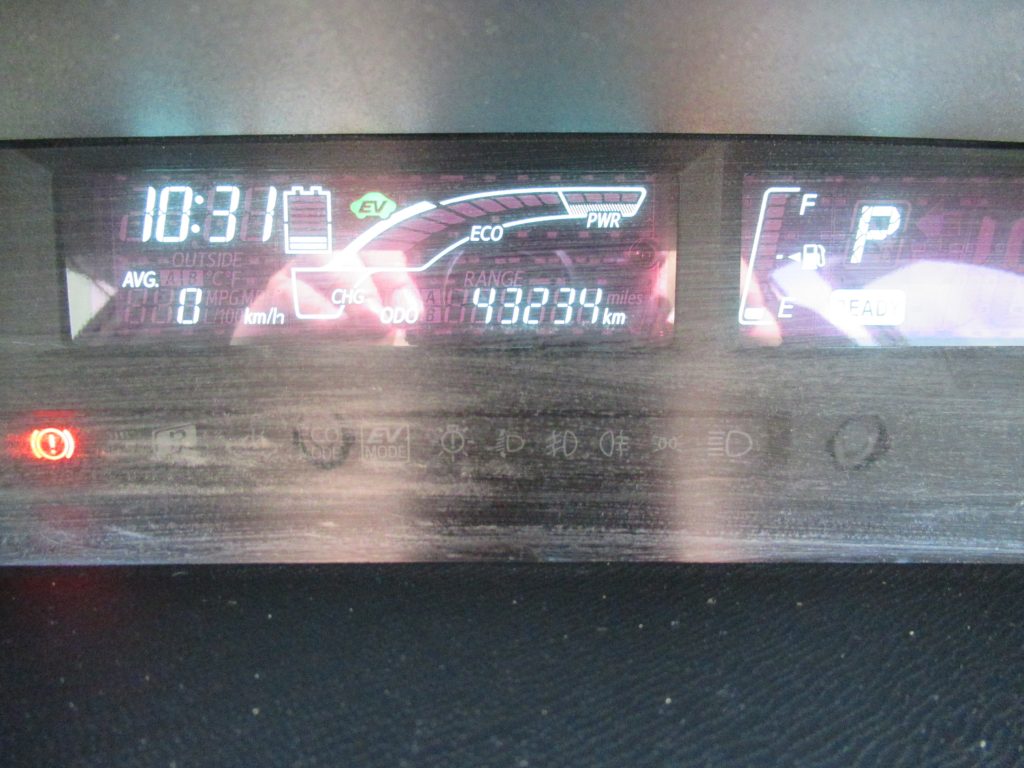 10:31
EV
F
P
PWR
ECO
OUTSIDE
AVG.
A B °C °F
RANGE
MPG
CHG
A
miles
0
/100
km/h
ODO
B
43234
km
E
READY
P
ECO
MODE
EV
MODE